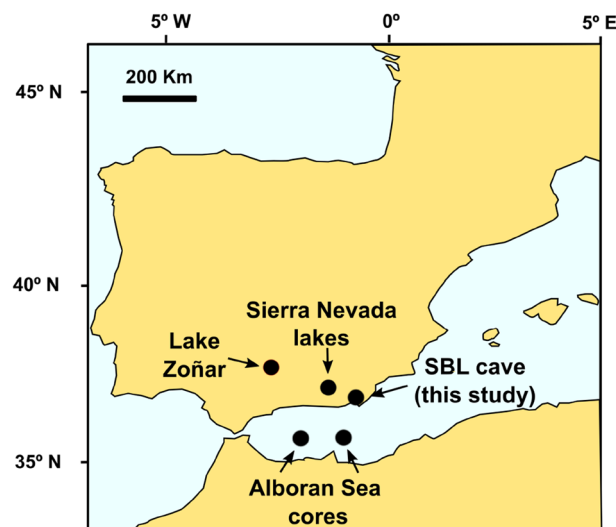 5º W
0º
5º E
200 Km
45º N
40º N
Sierra Nevada
lakes
Lake
Zoñar
SBL cave
(this study)
35º N
Alboran Sea
cores